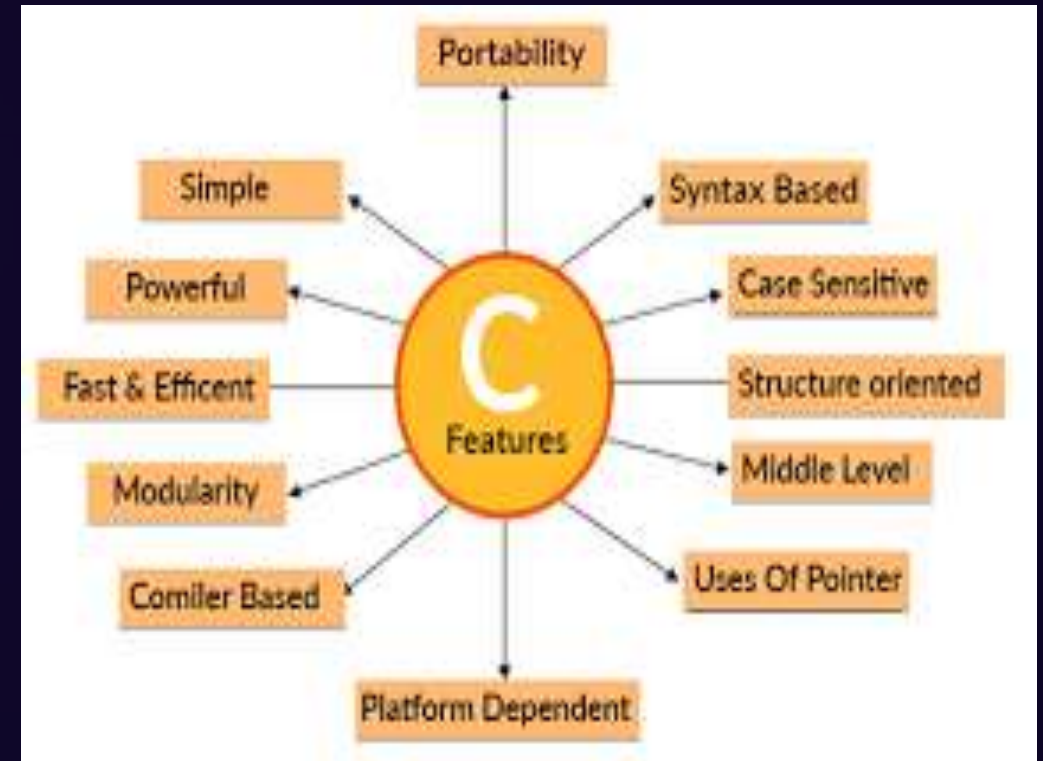 Portability
Simple
Syntax Based
Powerful
Case Sensitive
C
Features
Fast & Efficent
Structure oriented
Modularity
Middle Level
Comiler Based
Uses Of Pointer
Platform Dependent